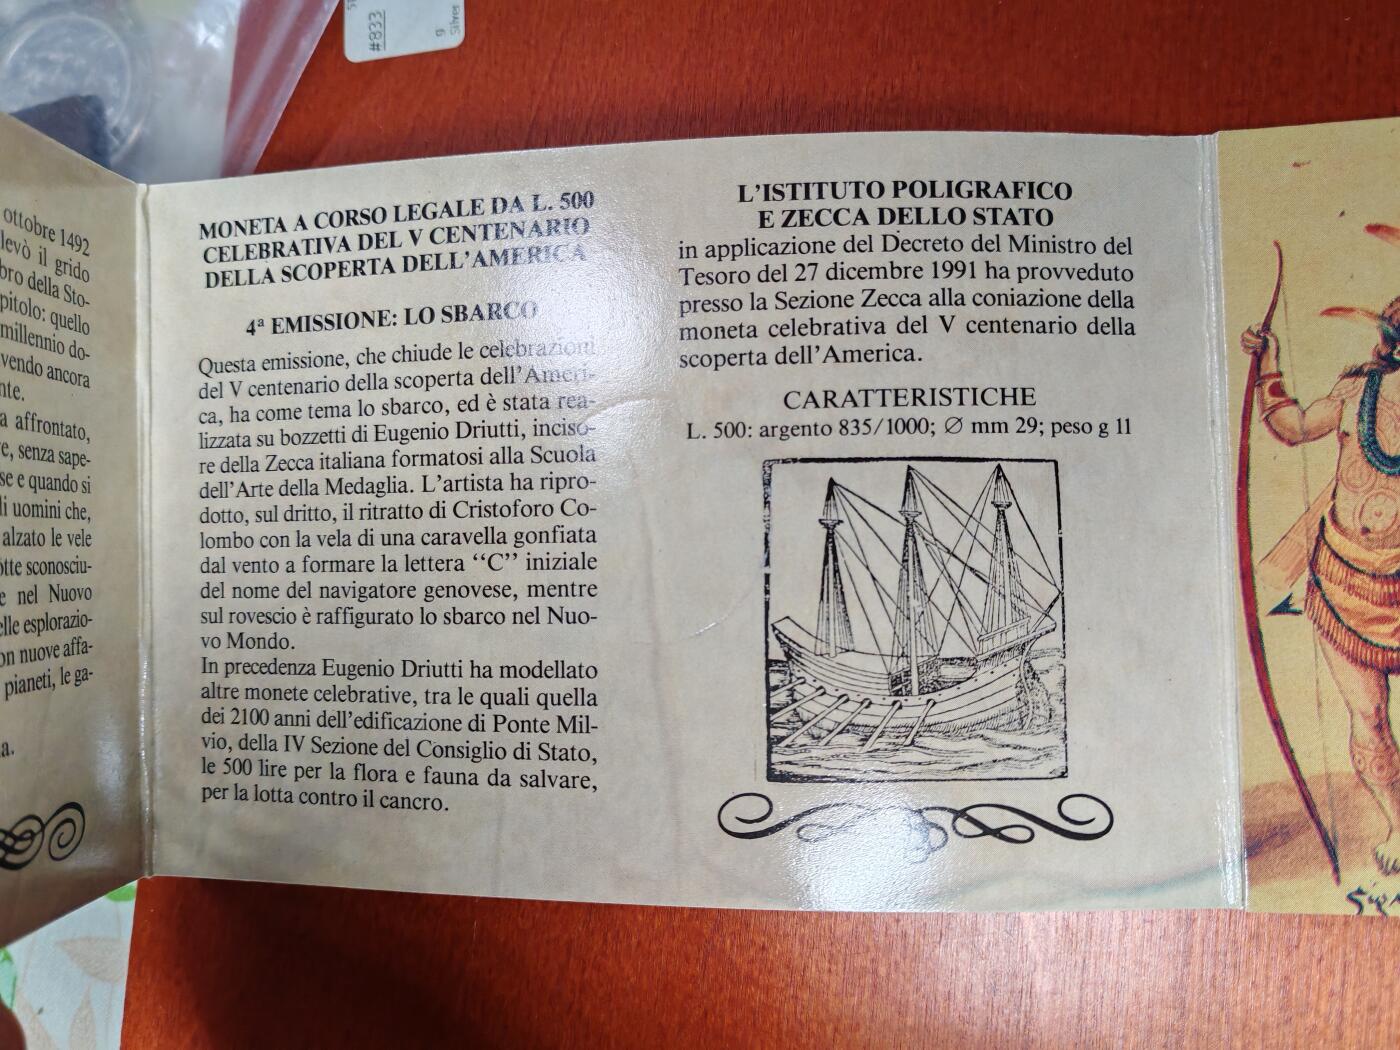 #833
g
Silver
ottobre 1492
levò il grido
bro della Sto-
pitolo: quello
millennio do-
vendo ancora
nte.
a affrontato,
e, senza sape-
se e quando si
li uomini che,
alzato le vele
otte sconosciu-
e nel Nuovo
elle esplorazio-
on nuove affa-
pianeti, le ga-
a.
MONETA A CORSO LEGALE DA L. 500
CELEBRATIVA DEL V CENTENARIO
DELLA SCOPERTA DELL'AMERICA
4ª EMISSIONE: LO SBARCO
Questa emissione, che chiude le celebrazioni
del V centenario della scoperta dell'Ameri-
ca, ha come tema lo sbarco, ed è stata rea-
lizzata su bozzetti di Eugenio Driutti, inciso-
re della Zecca italiana formatosi alla Scuola
dell'Arte della Medaglia. L'artista ha ripro-
dotto, sul dritto, il ritratto di Cristoforo Co-
lombo con la vela di una caravella gonfiata
dal vento a formare la lettera “C” iniziale
del nome del navigatore genovese, mentre
sul rovescio è raffigurato lo sbarco nel Nuo-
vo Mondo.
In precedenza Eugenio Driutti ha modellato
altre monete celebrative, tra le quali quella
dei 2100 anni dell'edificazione di Ponte Mil-
vio, della IV Sezione del Consiglio di Stato,
le 500 lire per la flora e fauna da salvare,
per la lotta contro il cancro.
L'ISTITUTO POLIGRAFICO
E ZECCA DELLO STATO
in applicazione del Decreto del Ministro del
Tesoro del 27 dicembre 1991 ha provveduto
presso la Sezione Zecca alla coniazione della
moneta celebrativa del V centenario della
scoperta dell'America.
CARATTERISTICHE
L. 500: argento 835/1000; ∅ mm 29; peso g 11